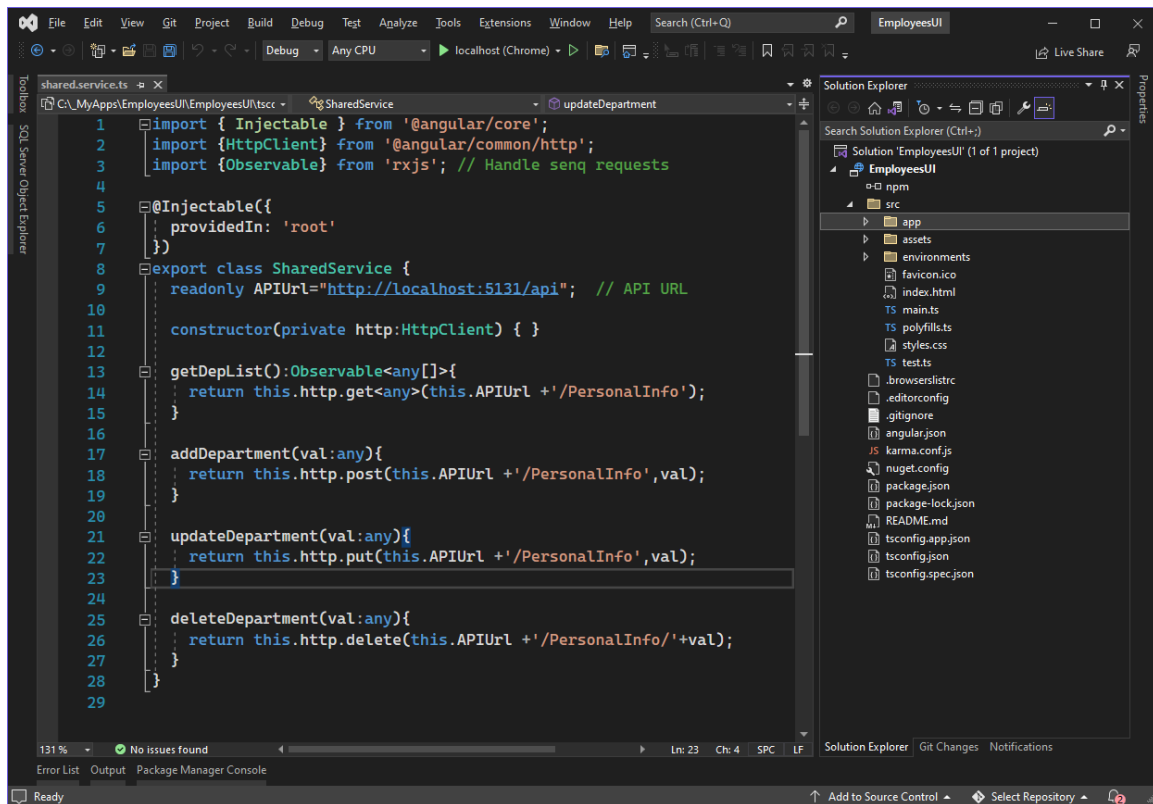 File Edit View Git Project Build Debug Test Analyze Tools Extensions Window Help Search (Ctrl+Q) EmployeesUI
Debug Any CPU localhost (Chrome) Live Share
Toolbox
SQL Server Object Explorer
shared.service.ts
C:\_MyApps\EmployeesUI\EmployeesUI\tscc SharedService updateDepartment
1 import { Injectable } from '@angular/core';
2 import {HttpClient} from '@angular/common/http';
3 import {Observable} from 'rxjs'; // Handle senq requests
4
5 @Injectable({
6 providedIn: 'root'
7 })
8 export class SharedService {
9 readonly APIUrl="http://localhost:5131/api"; // API URL
10
11 constructor(private http:HttpClient) { }
12
13 getDepList():Observable<any[]>{
14 return this.http.get<any>(this.APIUrl +'/PersonalInfo');
15 }
16
17 addDepartment(val:any){
18 return this.http.post(this.APIUrl +'/PersonalInfo',val);
19 }
20
21 updateDepartment(val:any){
22 return this.http.put(this.APIUrl +'/PersonalInfo',val);
23 }
24
25 deleteDepartment(val:any){
26 return this.http.delete(this.APIUrl +'/PersonalInfo/'+val);
27 }
28 }
29
131 % No issues found Ln: 23 Ch: 4 SPC LF
Error List Output Package Manager Console
Solution Explorer
Search Solution Explorer (Ctrl+;)
Solution 'EmployeesUI' (1 of 1 project)
EmployeesUI
npm
src
app
assets
environments
favicon.ico
index.html
TS main.ts
TS polyfills.ts
styles.css
TS test.ts
.browserslistrc
.editorconfig
.gitignore
angular.json
JS karma.conf.js
nuget.config
package.json
package-lock.json
README.md
tsconfig.app.json
tsconfig.json
tsconfig.spec.json
Solution Explorer Git Changes Notifications
Properties
Ready Add to Source Control Select Repository 2